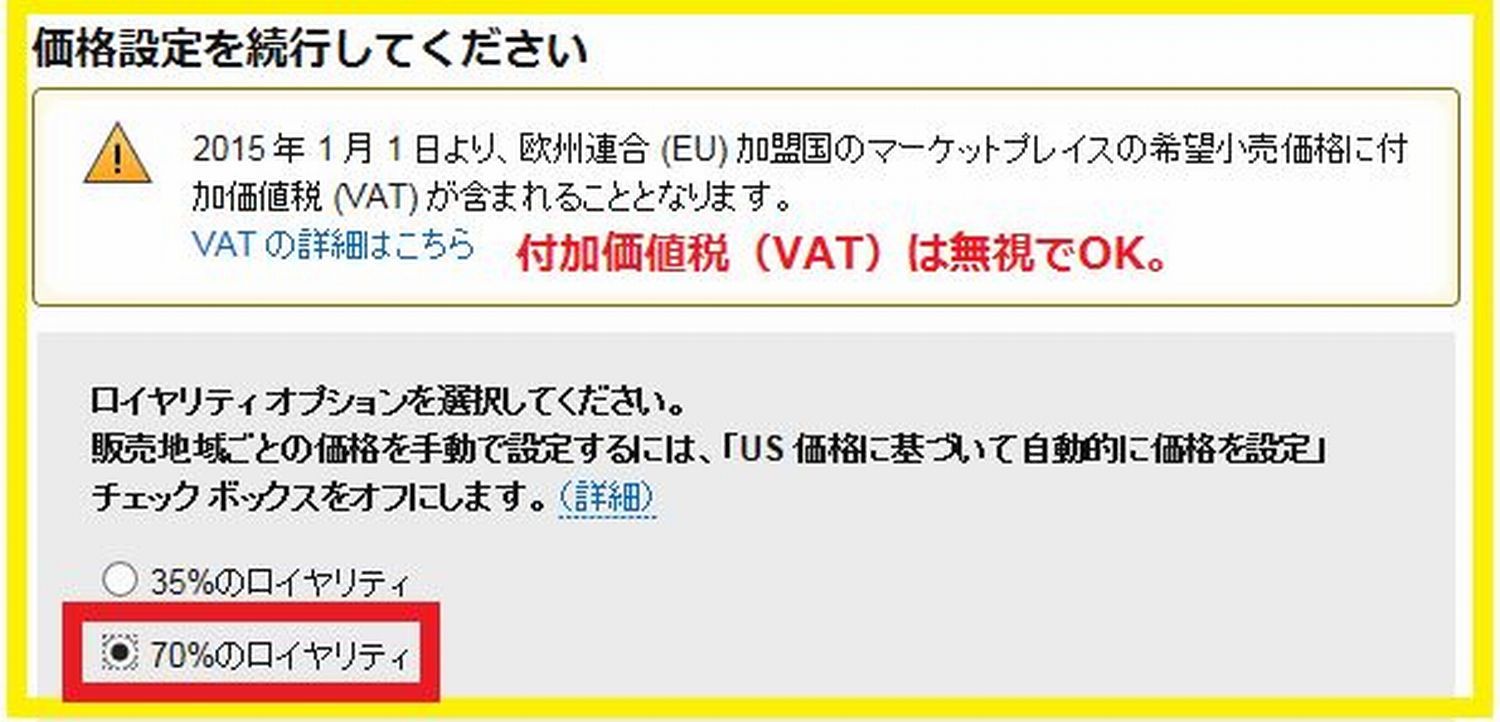 価格設定を続行してください
2015 年 1 月 1 日より、欧州連合 (EU) 加盟国のマーケットプレイスの希望小売価格に付
加価値税 (VAT) が含まれることとなります。
VAT の詳細はこちら 付加価値税（VAT）は無視でOK。
ロイヤリティ オプションを選択してください。
販売地域ごとの価格を手動で設定するには、「US 価格に基づいて自動的に価格を設定」
チェック ボックスをオフにします。 (詳細)
35%のロイヤリティ
70%のロイヤリティ